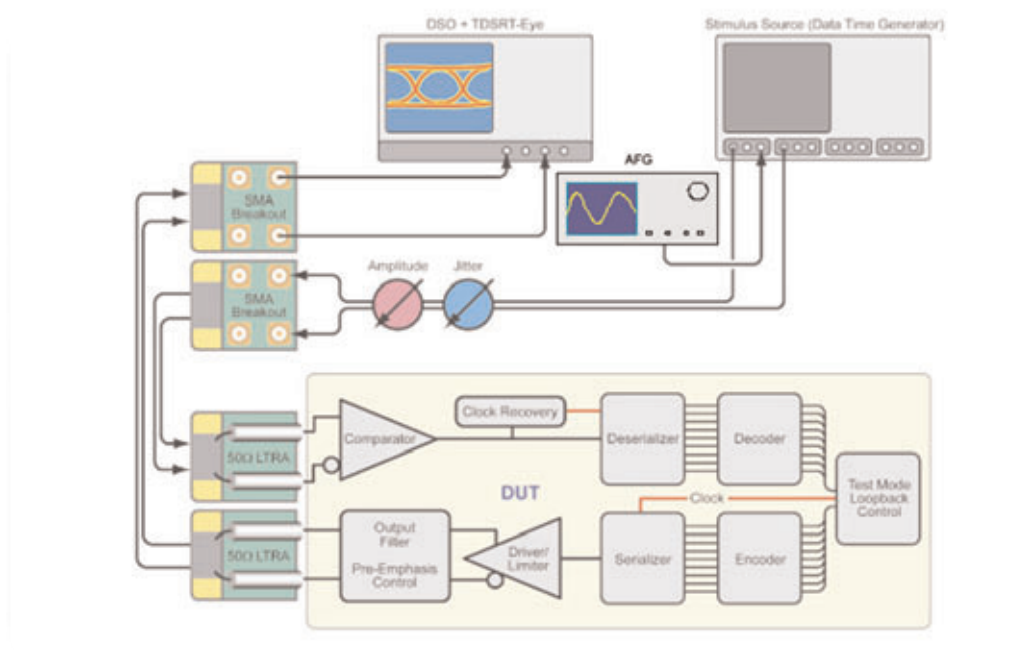 DSO + TDSRT-Eye
Stimulus Source (Data Time Generator)
AFG
SMA
Breakout
Amplitude
Jitter
SMA
Breakout
Clock Recovery
50Ω LTRA
Comparator
Deserializer
Decoder
DUT
Clock
Test Mode
Loopback
Control
50Ω LTRA
Output
Filter
Pre-Emphasis
Control
Driver/
Limiter
Serializer
Encoder